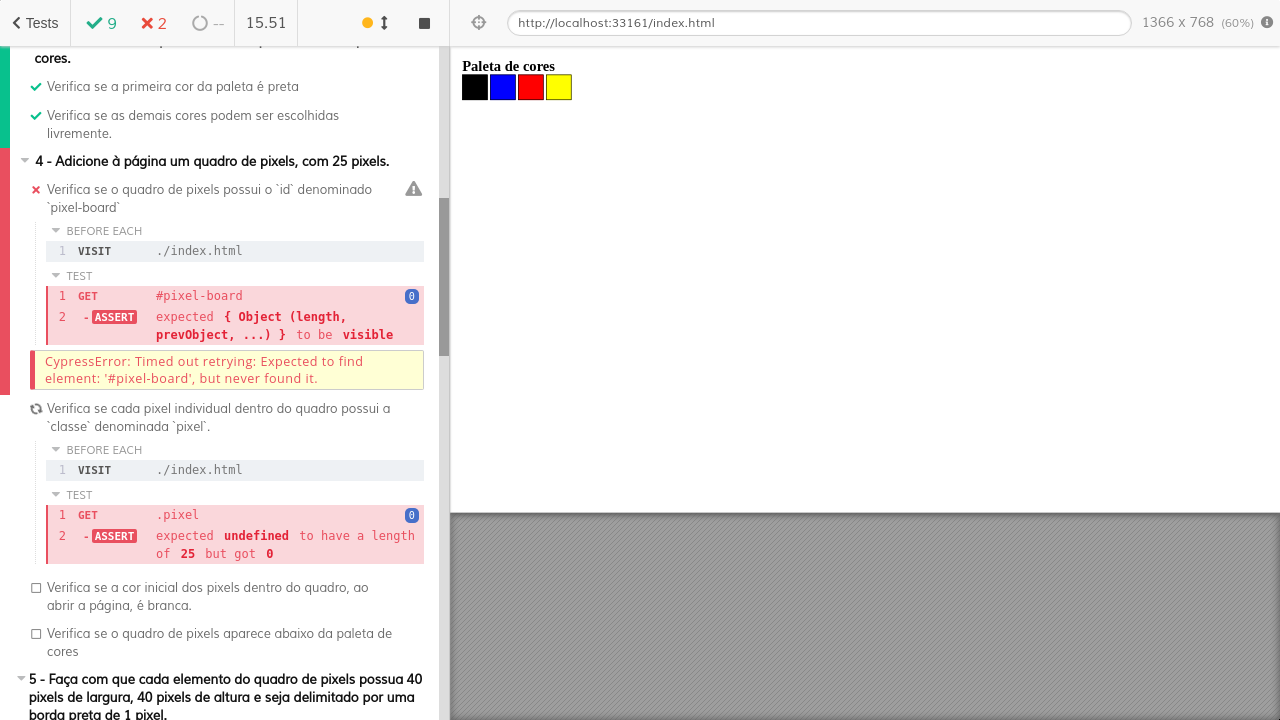 Tests
9
2
--
15.51
http://localhost:33161/index.html
1366 x 768 (60%)
cores.
Verifica se a primeira cor da paleta é preta
Verifica se as demais cores podem ser escolhidas
livremente.
4 - Adicione à página um quadro de pixels, com 25 pixels.
Verifica se o quadro de pixels possui o `id` denominado
`pixel-board`
BEFORE EACH
1 VISIT ./index.html
TEST
1 GET #pixel-board 0
2 - ASSERT expected { Object (length,
prevObject, ...) } to be visible
CypressError: Timed out retrying: Expected to find
element: '#pixel-board', but never found it.
Verifica se cada pixel individual dentro do quadro possui a
`classe` denominada `pixel`.
BEFORE EACH
1 VISIT ./index.html
TEST
1 GET .pixel 0
2 - ASSERT expected undefined to have a length
of 25 but got 0
Verifica se a cor inicial dos pixels dentro do quadro, ao
abrir a página, é branca.
Verifica se o quadro de pixels aparece abaixo da paleta de
cores
5 - Faça com que cada elemento do quadro de pixels possua 40
pixels de largura, 40 pixels de altura e seja delimitado por uma
borda preta de 1 pixel.
Paleta de cores